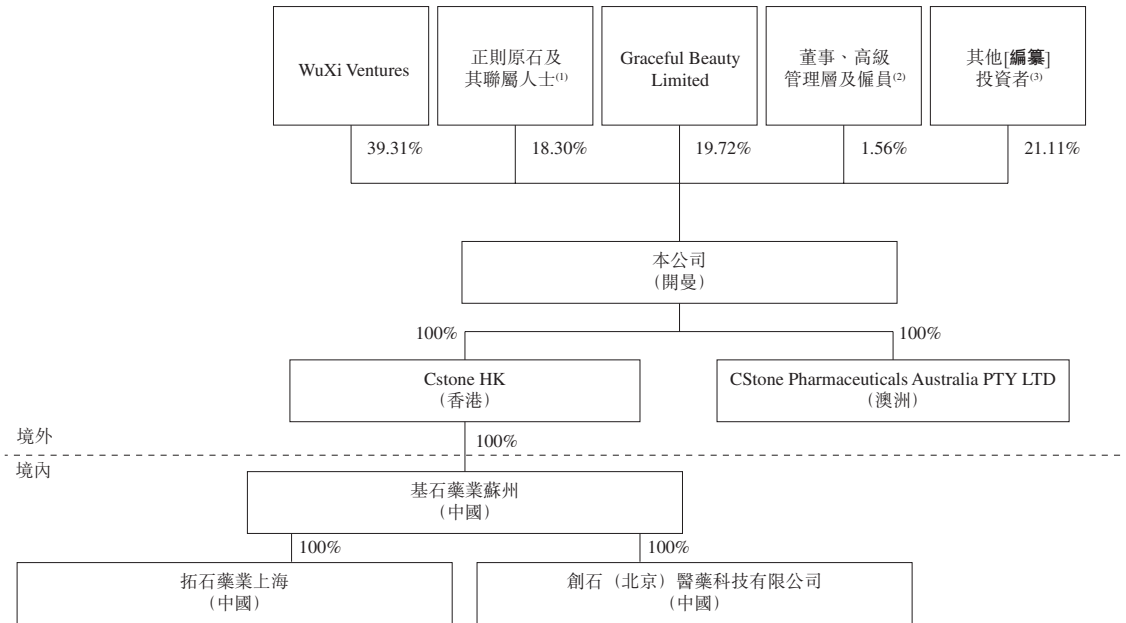 WuXi Ventures
正則原石及
其聯屬人士(1)
Graceful Beauty
Limited
董事、高級
管理層及僱員(2)
其他[編纂]
投資者(3)
39.31%
18.30%
19.72%
1.56%
21.11%
本公司
（開曼）
100%
100%
Cstone HK
（香港）
CStone Pharmaceuticals Australia PTY LTD
（澳洲）
境外
100%
境內
基石藥業蘇州
（中國）
100%
100%
拓石藥業上海
（中國）
創石（北京）醫藥科技有限公司
（中國）